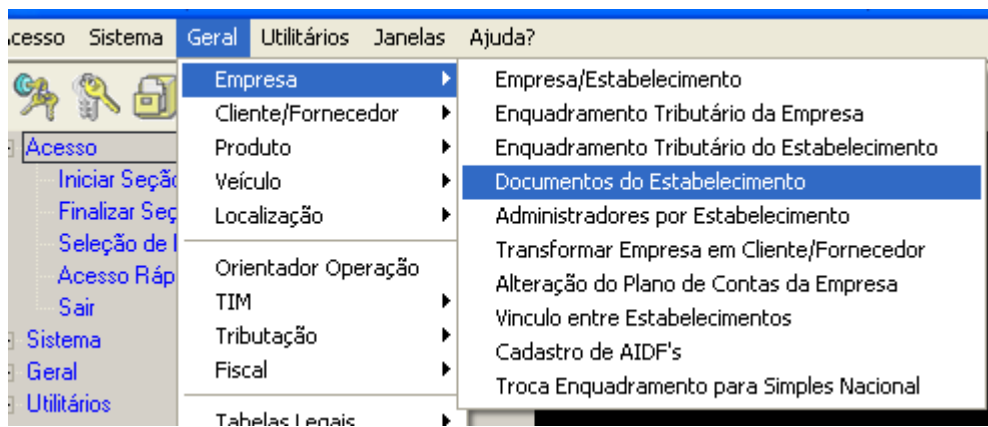 Acesso Sistema Geral Utilitários Janelas Ajuda?
Empresa
Cliente/Fornecedor
Produto
Veículo
Localização
Orientador Operação
TIM
Tributação
Fiscal
Tabelas Legais
Empresa/Estabelecimento
Enquadramento Tributário da Empresa
Enquadramento Tributário do Estabelecimento
Documentos do Estabelecimento
Administradores por Estabelecimento
Transformar Empresa em Cliente/Fornecedor
Alteração do Plano de Contas da Empresa
Vinculo entre Estabelecimentos
Cadastro de AIDF's
Troca Enquadramento para Simples Nacional
Acesso
Iniciar Seçã
Finalizar Seç
Seleção de
Acesso Ráp
Sair
Sistema
Geral
Utilitários